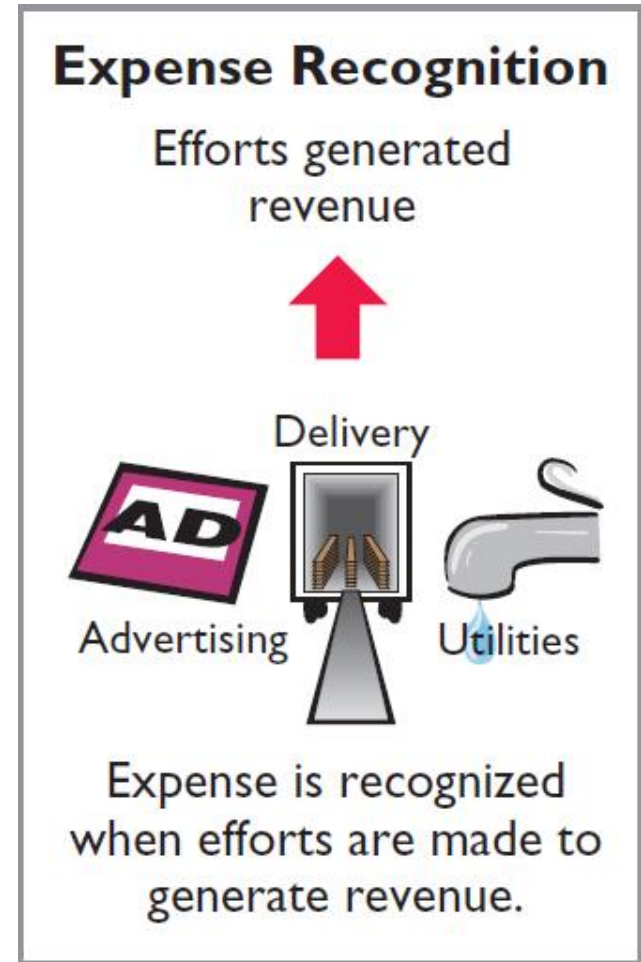 Expense Recognition
Efforts generated
revenue
Delivery
AD
Advertising
Utilities
Expense is recognized
when efforts are made to
generate revenue.